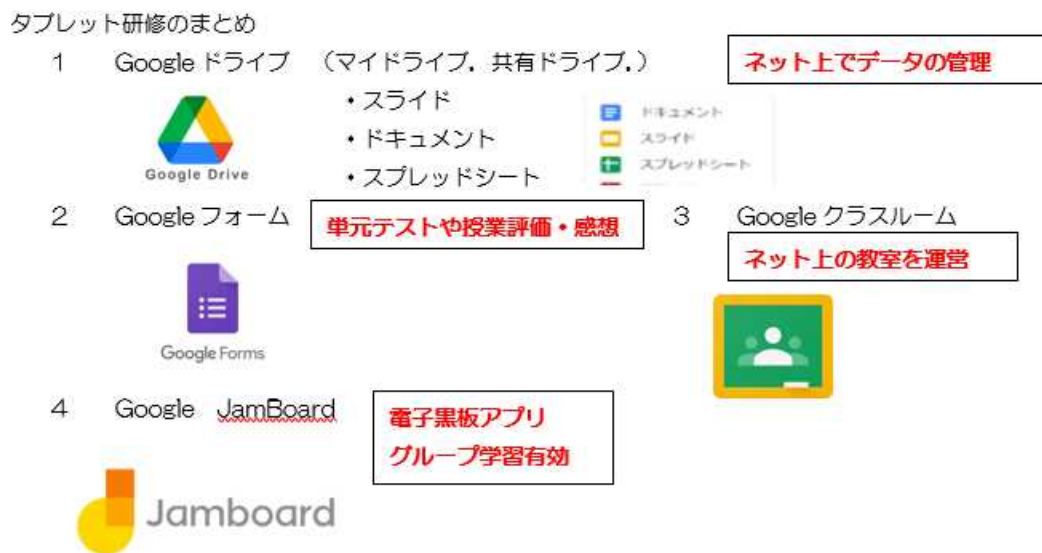 タブレット研修のまとめ
1 Google ドライブ （マイドライブ．共有ドライブ．） ネット上でデータの管理
・スライド
・ドキュメント
・スプレッドシート
ドキュメント
スライド
スプレッドシート
Google Drive
2 Google フォーム 単元テストや授業評価・感想
Google Forms
3 Google クラスルーム
ネット上の教室を運営
4 Google JamBoard
電子黒板アプリ
グループ学習有効
Jamboard